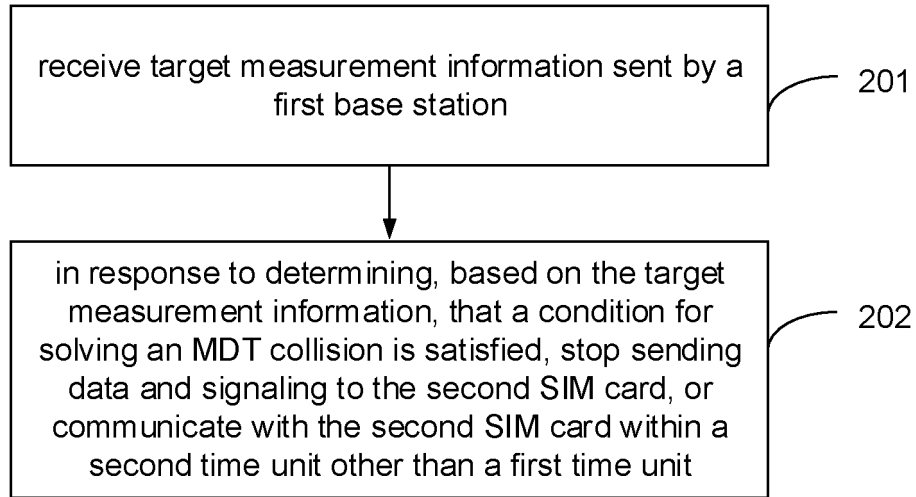 receive target measurement information sent by a
first base station
201
in response to determining, based on the target
measurement information, that a condition for
solving an MDT collision is satisfied, stop sending
data and signaling to the second SIM card, or
communicate with the second SIM card within a
second time unit other than a first time unit
202